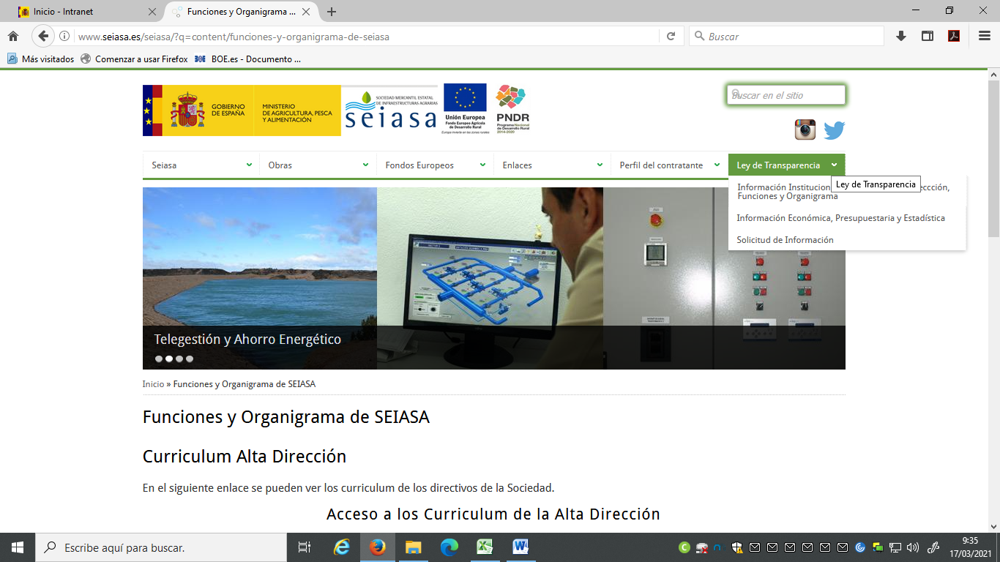 Inicio - Intranet
Funciones y Organigrama ...
www.seiasa.es/seiasa/?q=content/funciones-y-organigrama-de-seiasa
Buscar
Más visitados
Comenzar a usar Firefox
BOE.es - Documento ...
GOBIERNO
DE ESPAÑA
MINISTERIO
DE AGRICULTURA, PESCA
Y ALIMENTACIÓN
SOCIEDAD MERCANTIL ESTATAL
DE INFRAESTRUCTURAS AGRARIAS
seiasa
Unión Europea
Fondo Europeo Agrícola
de Desarrollo Rural
Europa invierte en las zonas rurales
PNDR
Programa Nacional
de Desarrollo Rural
2014-2020
Buscar en el sitio
Seiasa
Obras
Fondos Europeos
Enlaces
Perfil del contratante
Ley de Transparencia
Ley de Transparencia
Información Institucion
eccción,
Funciones y Organigrama
Información Económica, Presupuestaria y Estadística
Solicitud de Información
Telegestión y Ahorro Energético
Inicio » Funciones y Organigrama de SEIASA
Funciones y Organigrama de SEIASA
Curriculum Alta Dirección
En el siguiente enlace se pueden ver los curriculum de los directivos de la Sociedad.
Acceso a los Curriculum de la Alta Dirección
Escribe aquí para buscar.
9:35
17/03/2021